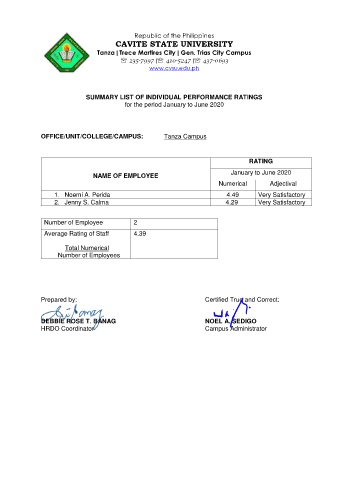 Republic of the Philippines
CAVITE STATE UNIVERSITY
Tanza | Trece Martires City | Gen. Trias City Campus
☏ 235-7997 |☏ 410-5247 |☏ 437-0693
www.cvsu.edu.ph
SUMMARY LIST OF INDIVIDUAL PERFORMANCE RATINGS
for the period January to June 2020
OFFICE/UNIT/COLLEGE/CAMPUS: Tanza Campus
NAME OF EMPLOYEE
RATING
January to June 2020
Numerical Adjectival
1. Noemi A. Perida 4.49 Very Satisfactory
2. Jenny S. Calma 4.29 Very Satisfactory
Number of Employee 2
Average Rating of Staff 4.39
Total Numerical
Number of Employees
Prepared by: Certified True and Correct:
DEBBIE ROSE T. BANAG NOEL A. SEDIGO
HRDO Coordinator Campus Administrator